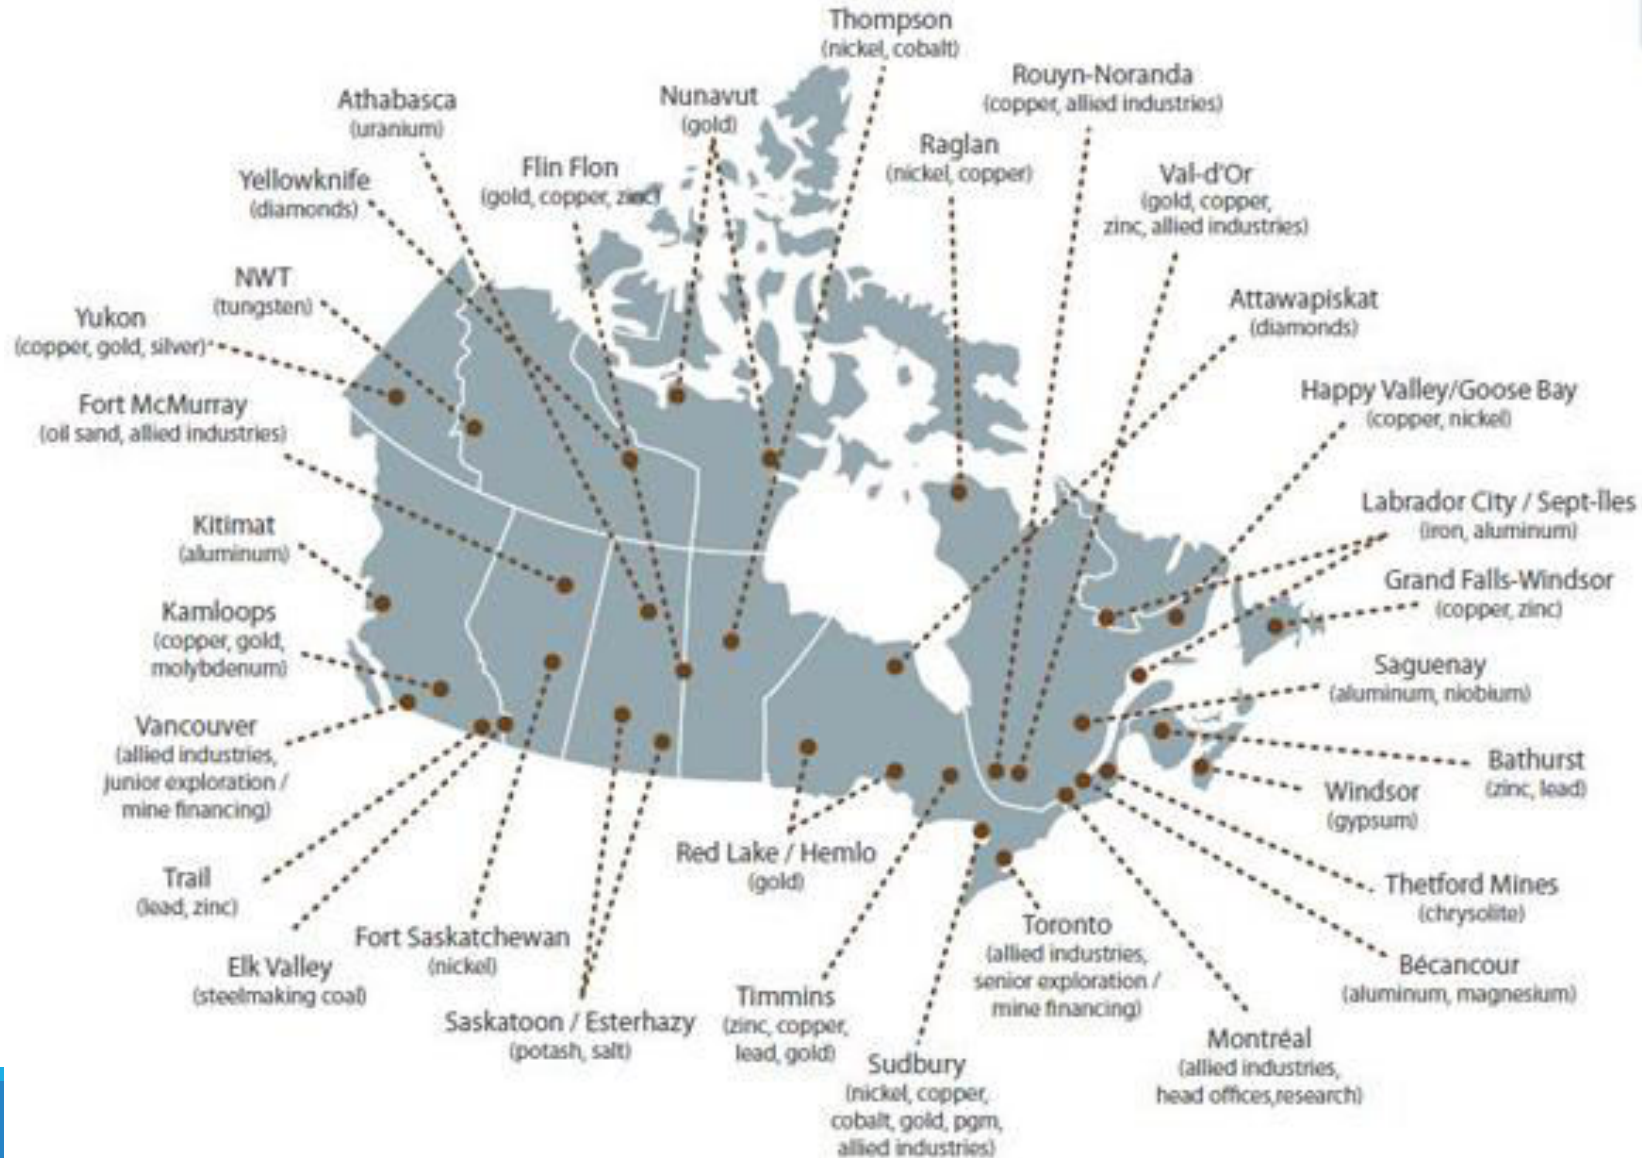 Thompson
(nickel, cobalt)
Rouyn-Noranda
(copper, allied industries)
Athabasca
(uranium)
Nunavut
(gold)
Raglan
(nickel, copper)
Flin Flon
(gold, copper, zinc)
Val-d'Or
(gold, copper,
zinc, allied industries)
Yellowknife
(diamonds)
NWT
(tungsten)
Attawapiskat
(diamonds)
Yukon
(copper, gold, silver)
Happy Valley/Goose Bay
(copper, nickel)
Fort McMurray
(oil sand, allied industries)
Labrador City / Sept-Îles
(iron, aluminum)
Kitimat
(aluminum)
Grand Falls-Windsor
(copper, zinc)
Kamloops
(copper, gold,
molybdenum)
Saguenay
(aluminum, niobium)
Vancouver
(allied industries,
junior exploration /
mine financing)
Bathurst
(zinc, lead)
Windsor
(gypsum)
Red Lake / Hemlo
(gold)
Trail
(lead, zinc)
Thetford Mines
(chrysolite)
Toronto
(allied industries,
senior exploration /
mine financing)
Fort Saskatchewan
(nickel)
Elk Valley
(steelmaking coal)
Bécancour
(aluminum, magnesium)
Timmins
(zinc, copper,
lead, gold)
Saskatoon / Esterhazy
(potash, salt)
Montréal
(allied industries,
head offices,research)
Sudbury
(nickel, copper,
cobalt, gold, pgm,
allied industries)